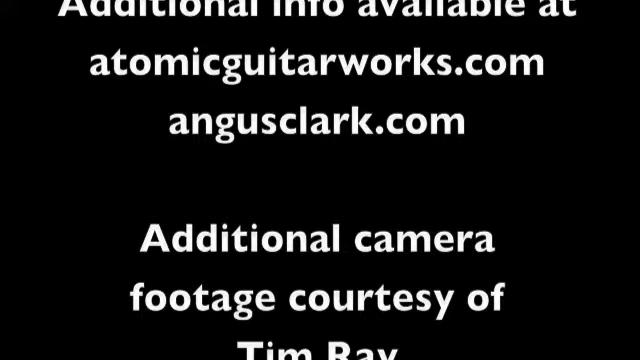 Additional info available at
atomicguitarworks.com
angusclark.com
Additional camera
footage courtesy of
Tim Ray